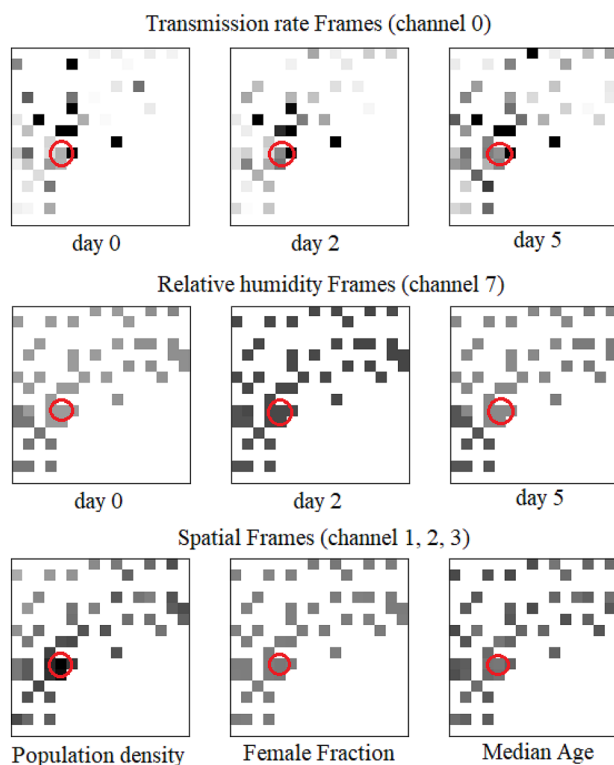 Transmission rate Frames (channel 0)
day 0
day 2
day 5
Relative humidity Frames (channel 7)
day 0
day 2
day 5
Spatial Frames (channel 1, 2, 3)
Population density
Female Fraction
Median Age